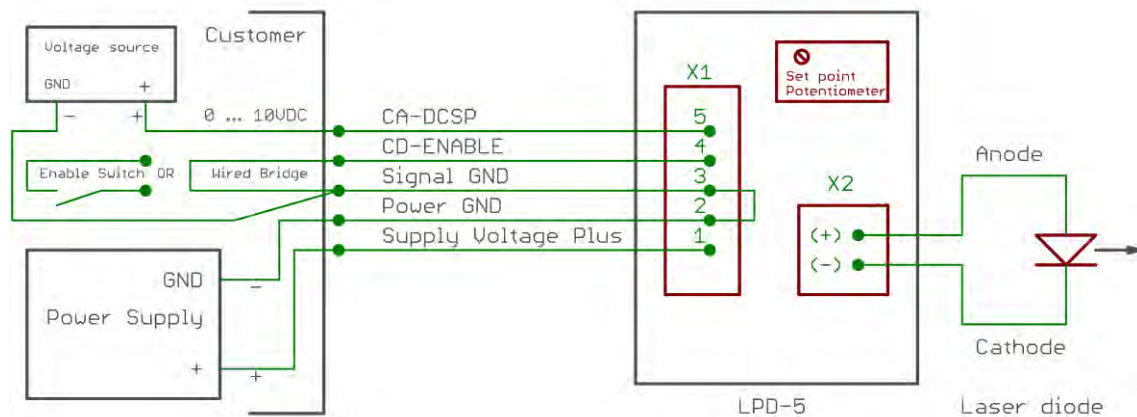 Customer
Voltage source
GND +
- +
0 ... 10VDC
Enable Switch OR Wired Bridge
GND
-
Power Supply
+
+
CA-DCSP
CD-ENABLE
Signal GND
Power GND
Supply Voltage Plus
X1
5
4
3
2
1
Set point
Potentiometer
X2
(+)
(-)
LPD-5
Anode
Cathode
Laser diode